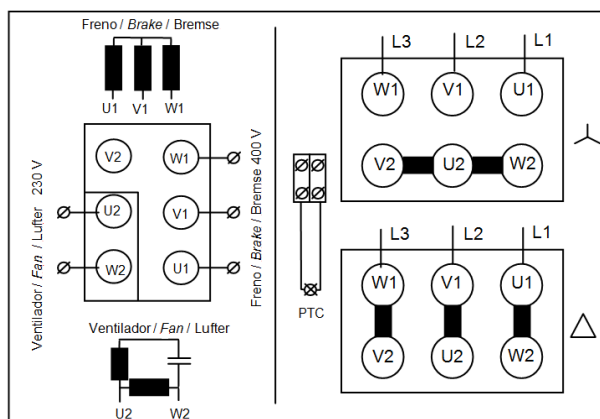 Freno / Brake / Bremse
U1 V1 W1
V2 W1
U2 V1
W2 U1
Ventilador / Fan / Lufter 230 V
Freno / Brake / Bremse 400 V
Ventilador / Fan / Lufter
U2 W2
PTC
L3 L2 L1
W1 V1 U1
V2 U2 W2
L3 L2 L1
W1 V1 U1
V2 U2 W2